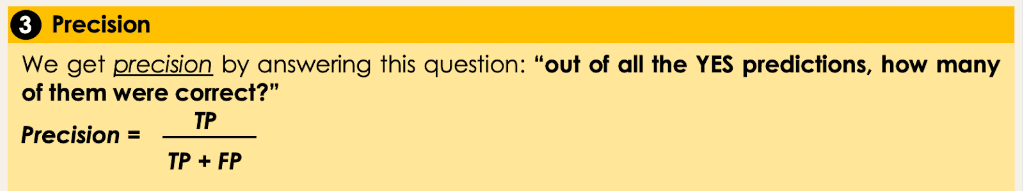 3 Precision
We get precision by answering this question: “out of all the YES predictions, how many
of them were correct?”
TP
Precision =
TP + FP